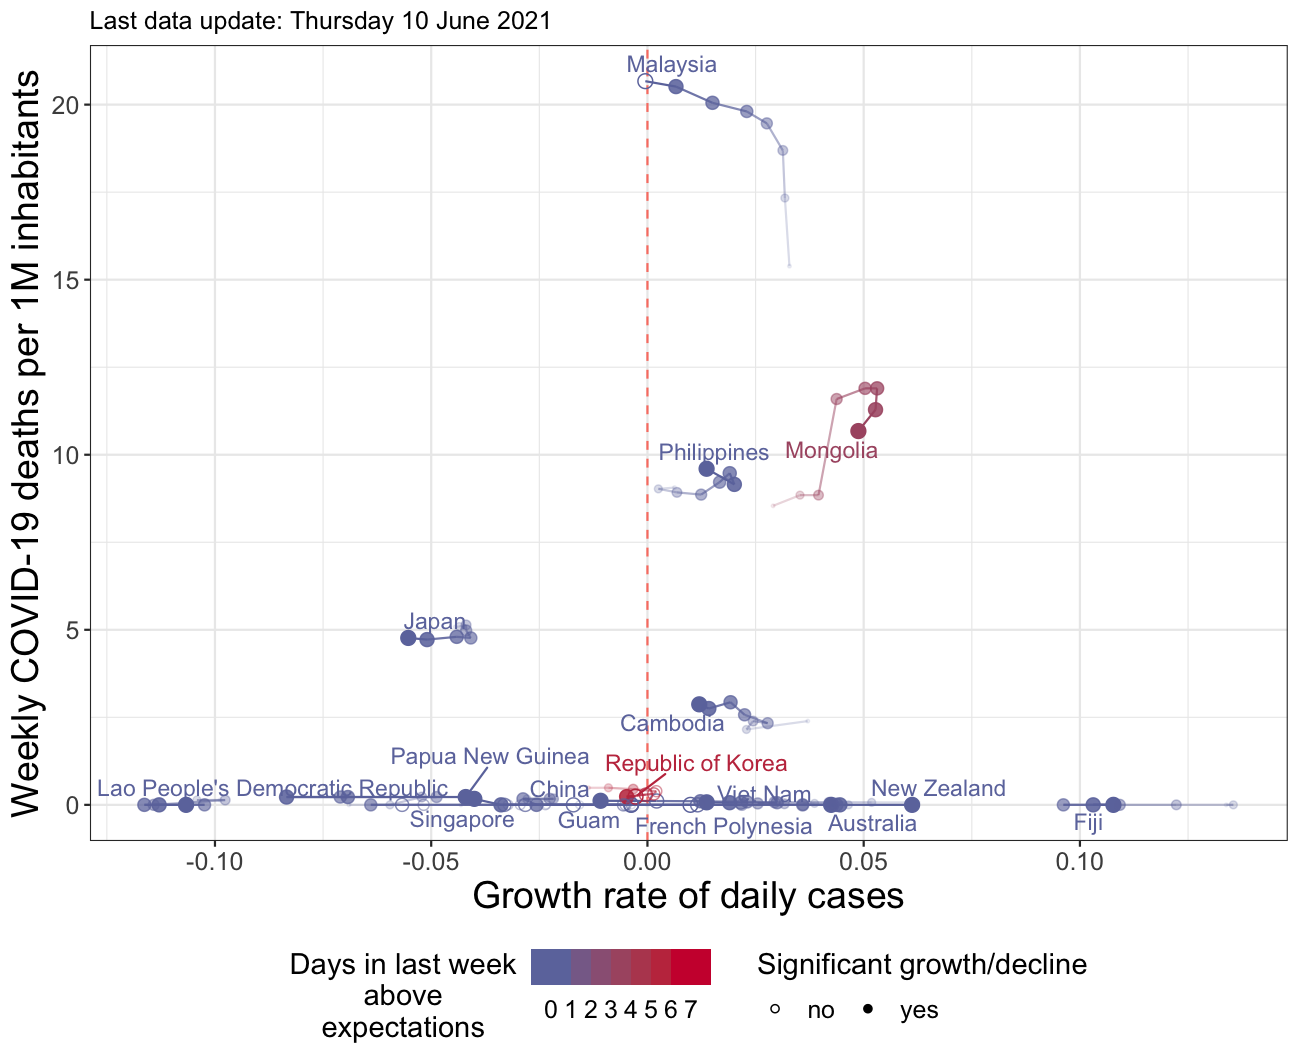 Last data update: Thursday 10 June 2021
Weekly COVID-19 deaths per 1M inhabitants
20
15
10
5
0
Malaysia
Philippines
Mongolia
Japan
Cambodia
Papua New Guinea
Republic of Korea
Lao People's Democratic Republic
China
Viet Nam
New Zealand
Singapore
Guam
French Polynesia
Australia
Fiji
-0.10
-0.05
0.00
0.05
0.10
Growth rate of daily cases
Days in last week
above
expectations
0 1 2 3 4 5 6 7
Significant growth/decline
no
yes